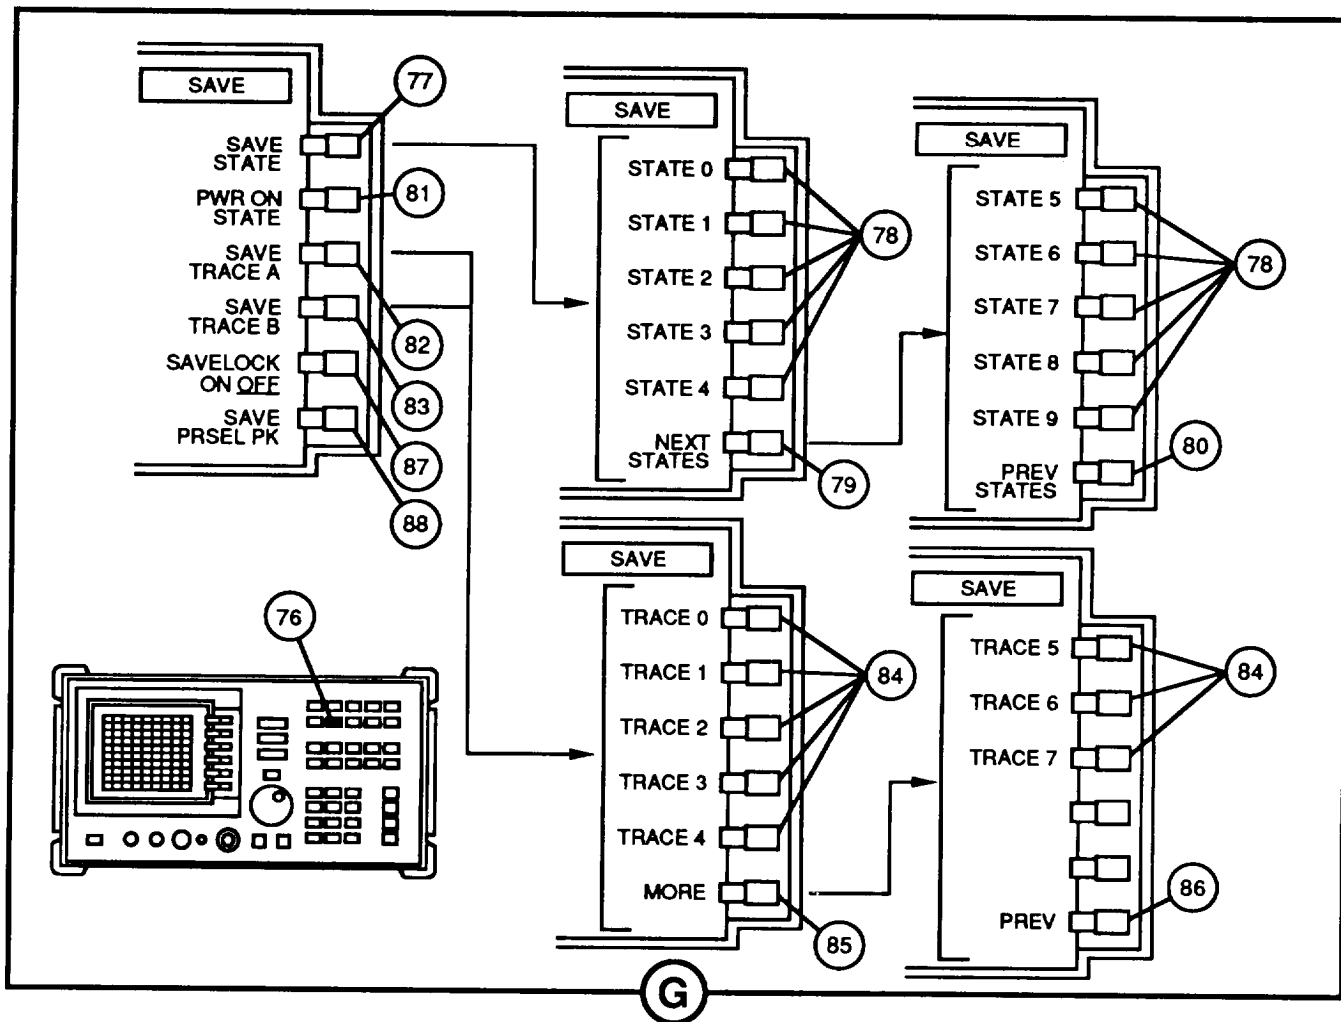 SAVE
77
SAVE
STATE
PWR ON
STATE
81
SAVE
TRACE A
SAVE
TRACE B
82
SAVELOCK
ON OFF
83
SAVE
PRSEL PK
87
88
SAVE
STATE 0
STATE 1
78
STATE 2
STATE 3
STATE 4
NEXT
STATES
79
SAVE
STATE 5
STATE 6
78
STATE 7
STATE 8
STATE 9
80
PREV
STATES
76
SAVE
TRACE 0
TRACE 1
84
TRACE 2
TRACE 3
TRACE 4
MORE
85
SAVE
TRACE 5
84
TRACE 6
TRACE 7
86
PREV
G